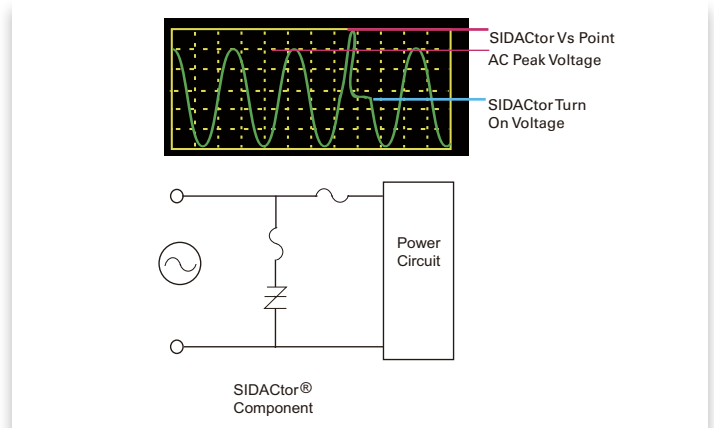 SIDACtor Vs Point
AC Peak Voltage
SIDACtor Turn
On Voltage
Power
Circuit
SIDACtor®
Component